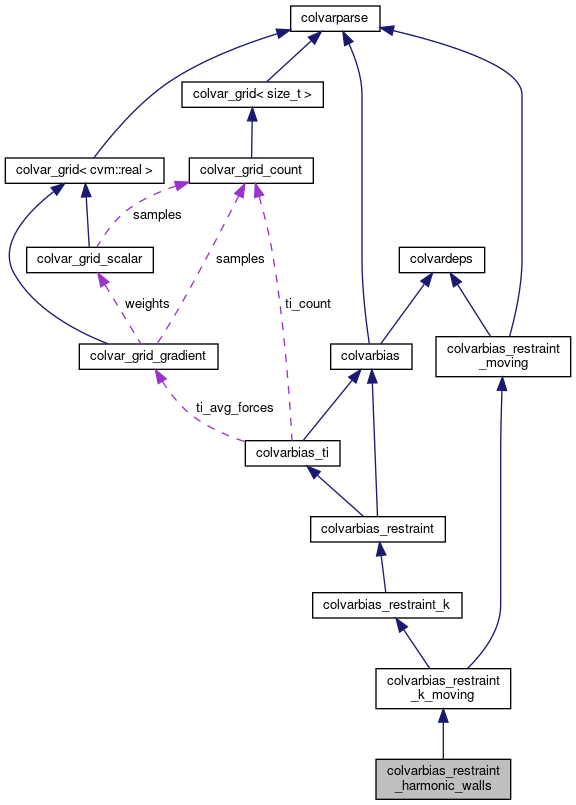 colvarparse
colvar_grid< size_t >
colvar_grid< cvm::real >
colvar_grid_count
samples
colvar_grid_scalar
samples
colvardeps
weights
ti_count
colvar_grid_gradient
colvarbias
colvarbias_restraint
_moving
ti_avg_forces
colvarbias_ti
colvarbias_restraint
colvarbias_restraint_k
colvarbias_restraint
_k_moving
colvarbias_restraint
_harmonic_walls